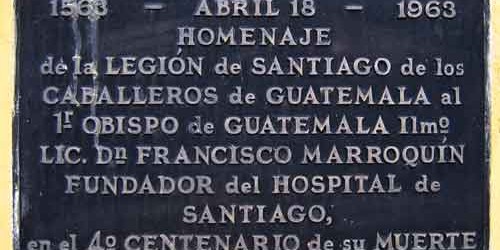 1563 – ABRIL 18 – 1963
HOMENAJE
de la LEGIÓN de SANTIAGO de los
CABALLEROS de GUATEMALA al
1r OBISPO de GUATEMALA Ilmo
LIC. Dn FRANCISCO MARROQUÍN
FUNDADOR del HOSPITAL de
SANTIAGO,
en el 4o CENTENARIO de su MUERTE